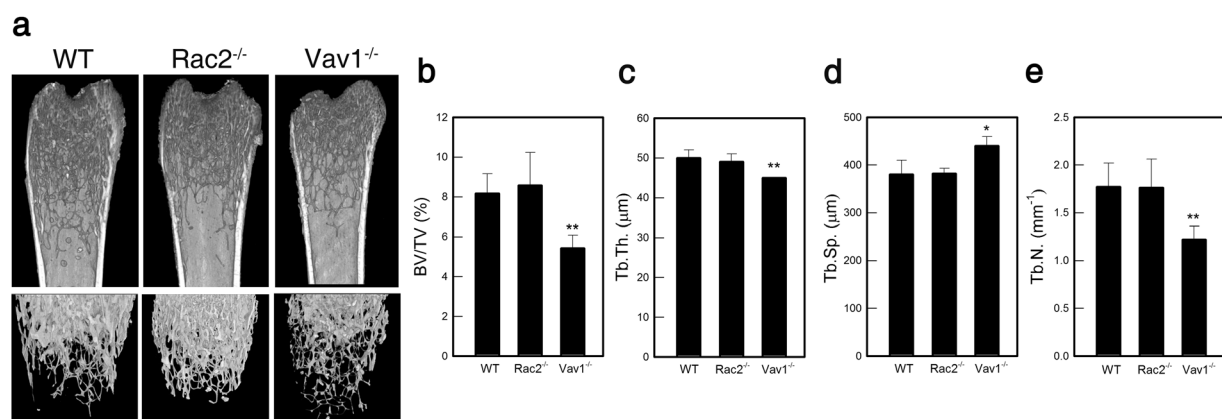 a
WT
Rac2-/-
Vav1-/-
b
BV/TV (%)
12
10
8
6
4
2
0
**
WT
Rac2-/-
Vav1-/-
c
Tb.Th. (μm)
60
50
40
30
20
10
0
**
WT
Rac2-/-
Vav1-/-
d
Tb.Sp. (μm)
500
400
300
200
100
0
*
WT
Rac2-/-
Vav1-/-
e
Tb.N. (mm-1)
2.5
2.0
1.5
1.0
0.5
0.0
**
WT
Rac2-/-
Vav1-/-